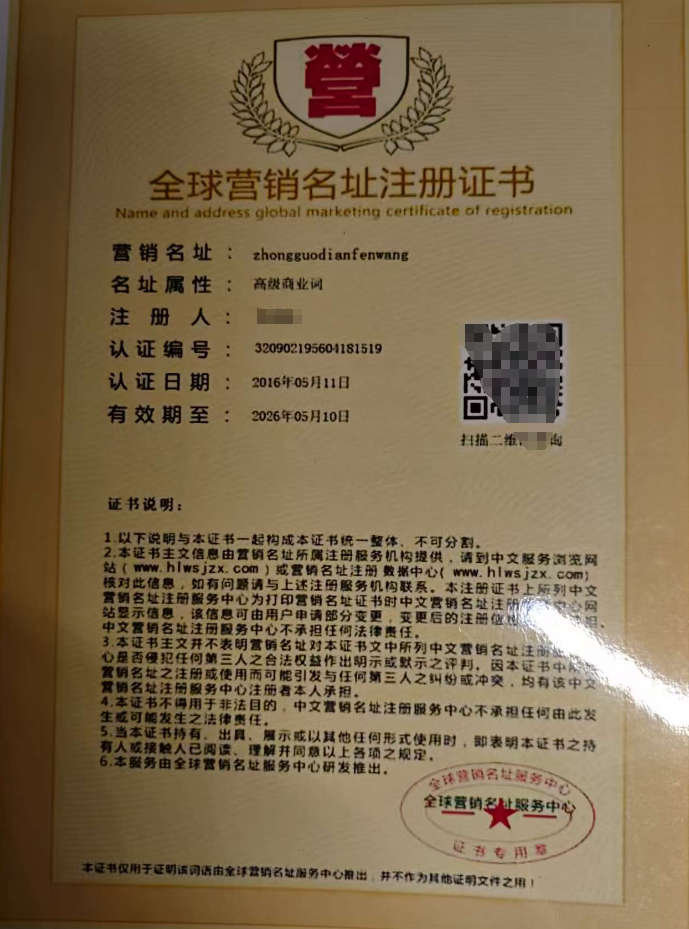 營
全球营销名址注册证书
Name and address global marketing certificate of registration
营销名址： zhongguodianfenwang
名址属性： 高级商业词
注册人：
认证编号： 320902195604181519
认证日期： 2016年05月11日
有效期至： 2026年05月10日
扫描二维 询
证书说明：
1.以下说明与本证书一起构成本证书统一整体、不可分割。
2.本证书主文信息由营销名址所属注册服务机构提供，请到中文服务浏览网
站（www.hlwsjzx.com）或营销名址注册数据中心(www.hlwsjzx.com)
核对此信息，如有问题请与上述注册服务机构联系。本注册证书上所列中文
营销名址注册服务中心为打印营销名址证书时中文营销名址注册 中心网
站显示信息，该信息可由用户申请部分变更，变更后的注册信 担，
中文营销名址注册服务中心不承担任何法律责任。
3.本证书主文并不表明营销名址对本证书文中所列中文营销名址注册 中
心是否侵犯任何第三人之合法权益作出明示或默示之评判。因本证书中
营销名址之注册或使用而可能引发与任何第三人之纠纷或冲突，均有该中文
营销名址注册服务中心注册者本人承担。
4.本证书不得用于非法目的，中文营销名址注册服务中心不承担任何由此发
生或可能发生之法律责任。
5.当本证书持有、出具、展示或以其他任何形式使用时，即表明本证书之持
有人或接触人已阅读、理解并同意以上各项之规定。
6.本服务由全球营销名址服务中心研发推出。
全球营销名址服务中心
全球营销名址服务中心
证书专用章
本证书仅用于证明该词语由全球营销名址服务中心推出，并不作为其他证明文件之用！